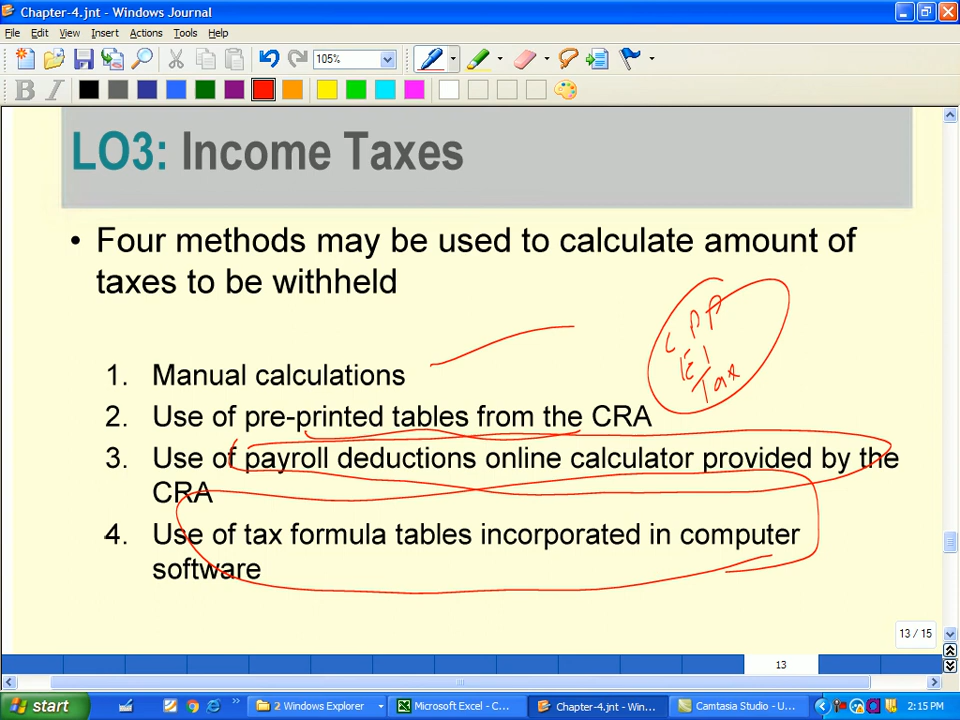 Chapter-4.jnt - Windows Journal
File Edit View Insert Actions Tools Help
105%
B I
LO3: Income Taxes
• Four methods may be used to calculate amount of
taxes to be withheld
CPP
EI
Tax
1. Manual calculations
2. Use of pre-printed tables from the CRA
3. Use of payroll deductions online calculator provided by the
CRA
4. Use of tax formula tables incorporated in computer
software
13 / 15
13
start
2 Windows Explorer
Microsoft Excel - C...
Chapter-4.jnt - Win...
Camtasia Studio - U...
2:15 PM